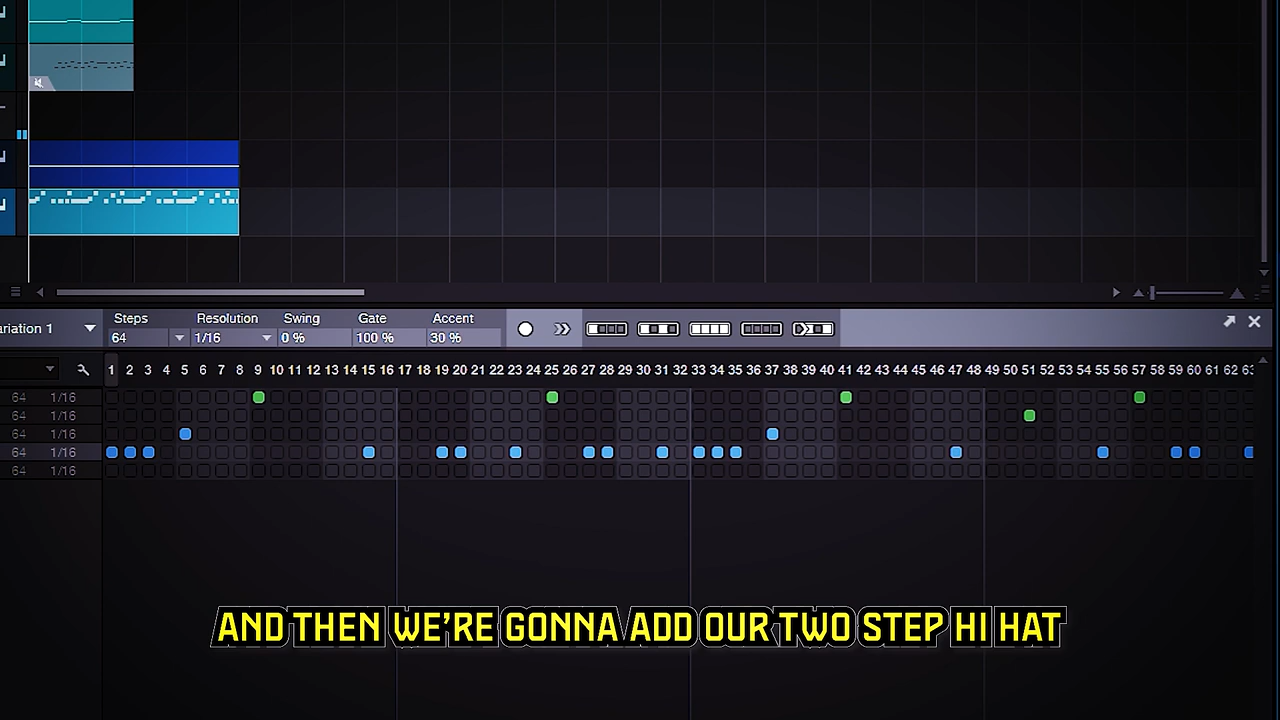 Steps Resolution Swing Gate Accent
ariation 1 64 1/16 0 % 100 % 30 %
1 2 3 4 5 6 7 8 9 10 11 12 13 14 15 16 17 18 19 20 21 22 23 24 25 26 27 28 29 30 31 32 33 34 35 36 37 38 39 40 41 42 43 44 45 46 47 48 49 50 51 52 53 54 55 56 57 58 59 60 61 62 63
64 1/16
64 1/16
64 1/16
64 1/16
64 1/16
AND THEN WE'RE GONNA ADD OUR TWO STEP HI HAT